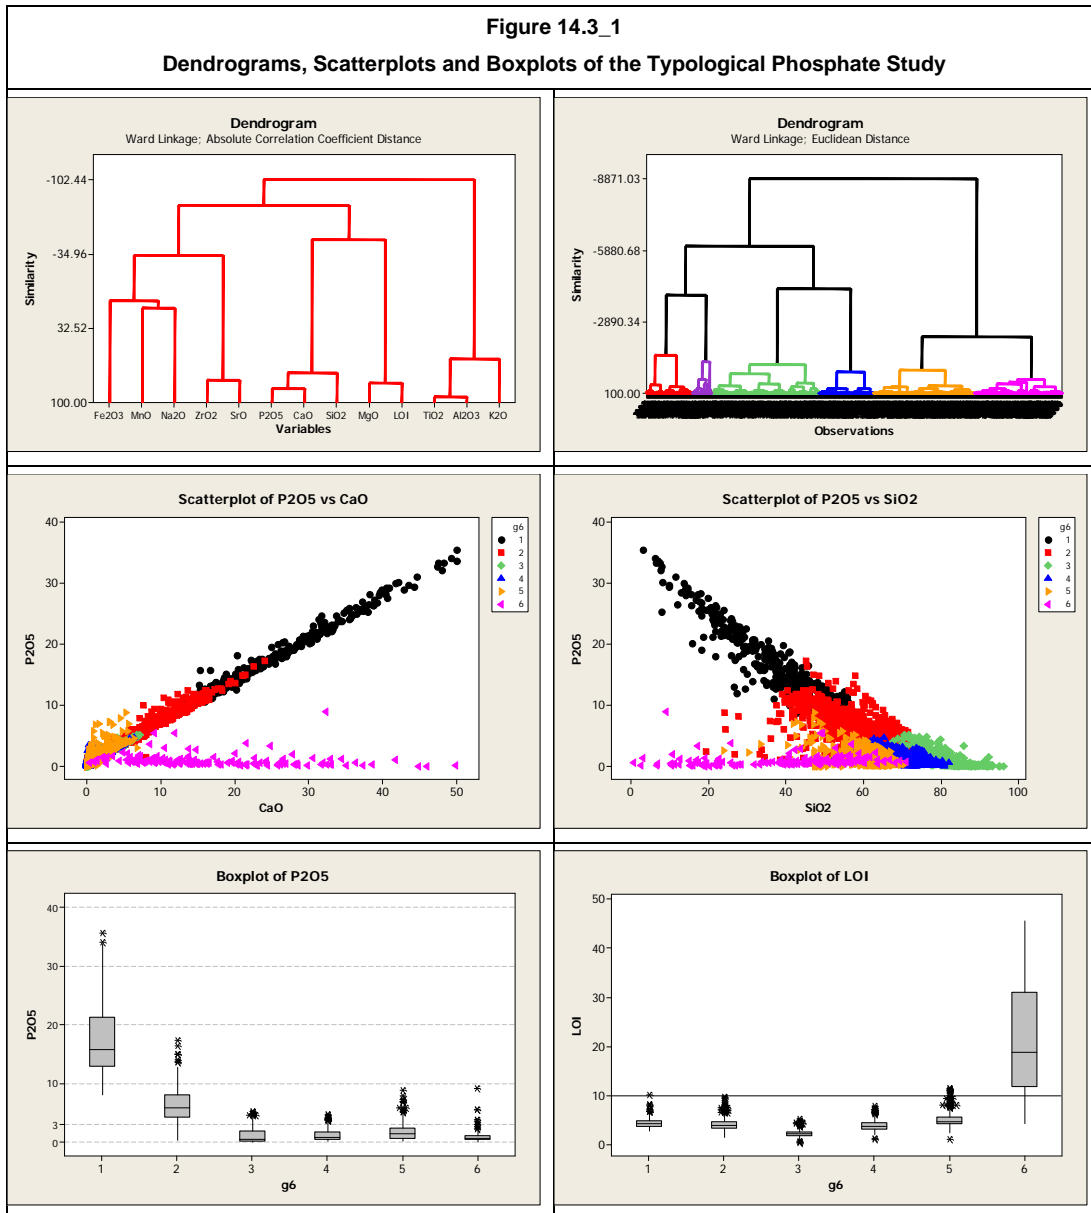 Figure 14.3_1
Dendrograms, Scatterplots and Boxplots of the Typological Phosphate Study
Dendrogram
Ward Linkage; Absolute Correlation Coefficient Distance
-102.44
-34.96
32.52
100.00
Similarity
Fe2O3 MnO Na2O ZrO2 SrO P2O5 CaO SiO2 MgO LOI TiO2 Al2O3 K2O
Variables
Dendrogram
Ward Linkage; Euclidean Distance
-8871.03
-5880.68
-2890.34
100.00
Similarity
Observations
Scatterplot of P2O5 vs CaO
40
30
20
10
0
P2O5
0 10 20 30 40 50
CaO
g6
1
2
3
4
5
6
Scatterplot of P2O5 vs SiO2
40
30
20
10
0
P2O5
0 20 40 60 80 100
SiO2
g6
1
2
3
4
5
6
Boxplot of P2O5
40
30
20
10
3
0
P2O5
1 2 3 4 5 6
g6
Boxplot of LOI
50
40
30
20
10
0
LOI
1 2 3 4 5 6
g6